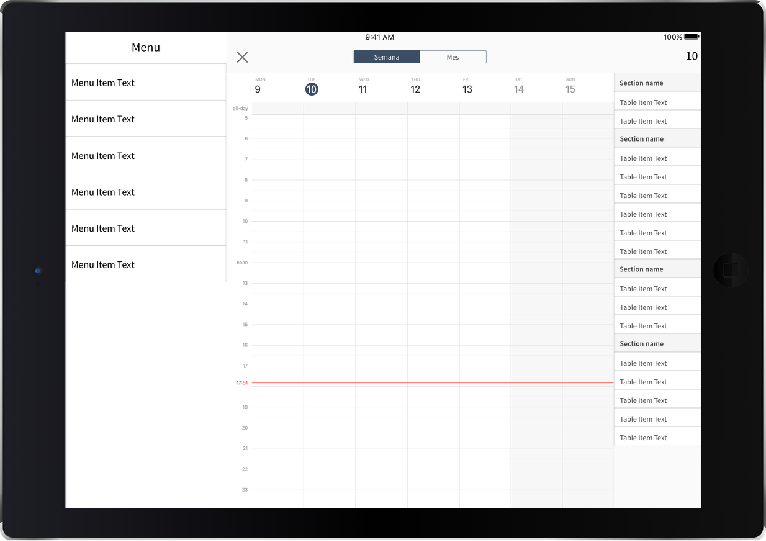 9:41 AM
100%
Menu
Semana
Mes
10
Menu Item Text
Menu Item Text
Menu Item Text
Menu Item Text
Menu Item Text
Menu Item Text
MON
TUE
WED
THU
FRI
SAT
SUN
9
10
11
12
13
14
15
all-day
5
6
7
8
9
10
11
noon
13
14
15
16
17
19
20
21
22
23
Section name
Table Item Text
Table Item Text
Section name
Table Item Text
Table Item Text
Table Item Text
Table Item Text
Table Item Text
Table Item Text
Section name
Table Item Text
Table Item Text
Table Item Text
Section name
Table Item Text
Table Item Text
Table Item Text
Table Item Text
Table Item Text